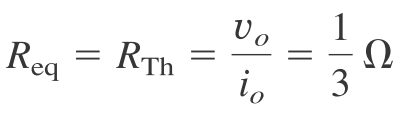 R_eq = R_Th = v_o / i_o = 1/3 Ω